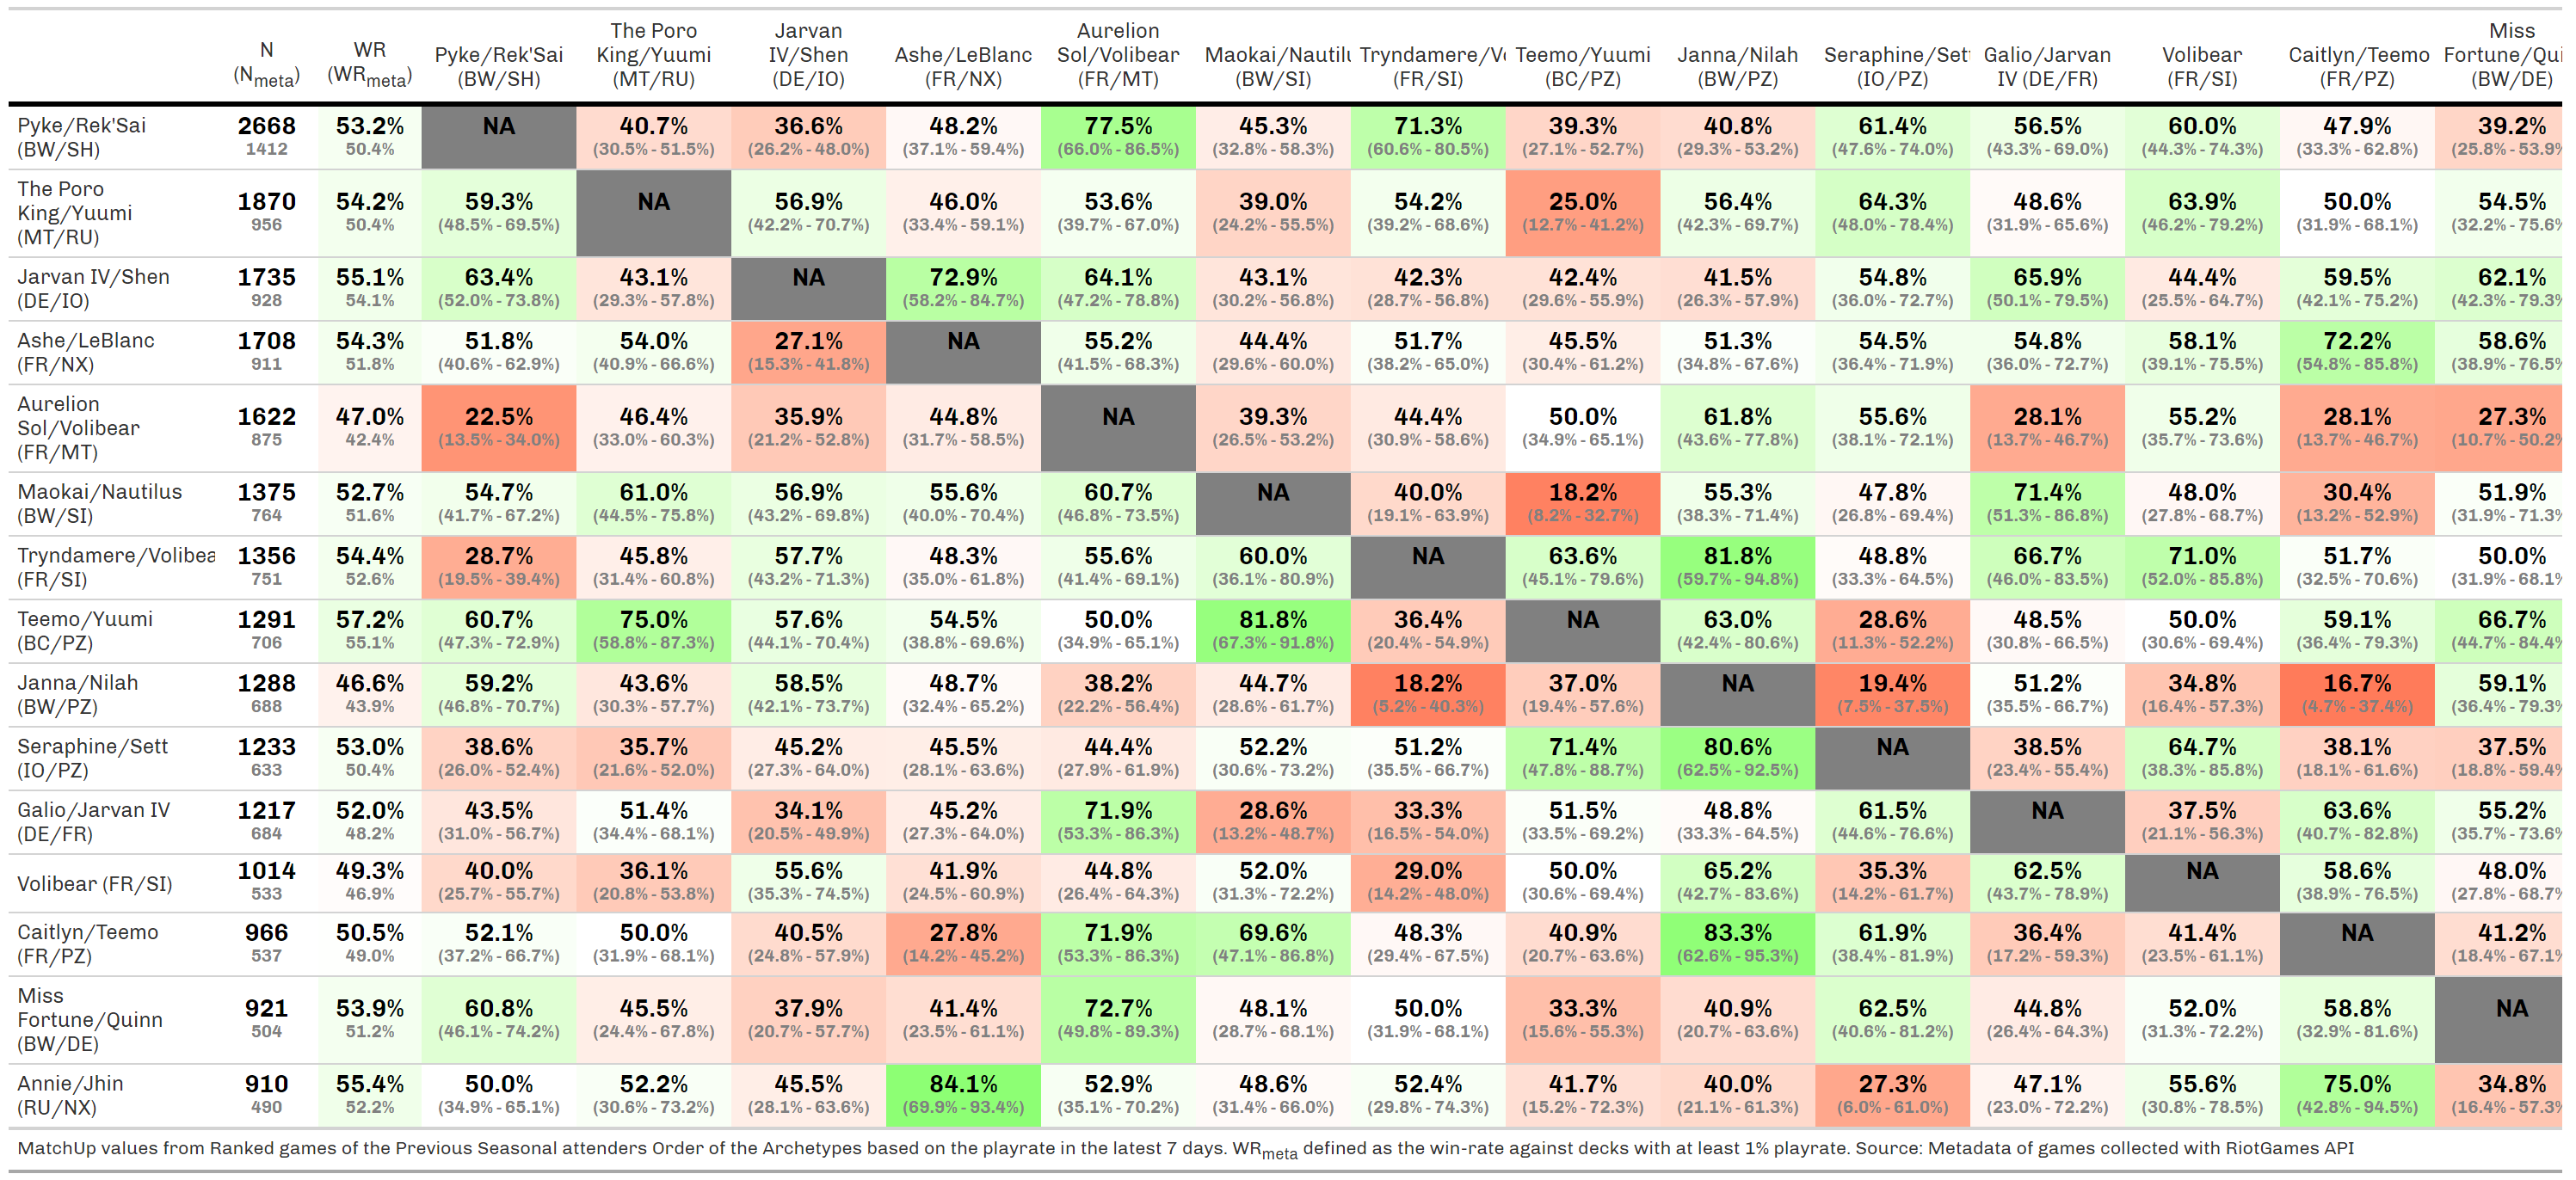 N (Nmeta) WR (WRmeta) Pyke/Rek'Sai (BW/SH) The Poro King/Yuumi (MT/RU) Jarvan IV/Shen (DE/IO) Ashe/LeBlanc (FR/NX) Aurelion Sol/Volibear (FR/MT) Maokai/Nautilu (BW/SI) Tryndamere/Vo (FR/SI) Teemo/Yuumi (BC/PZ) Janna/Nilah (BW/PZ) Seraphine/Sett (IO/PZ) Galio/Jarvan IV (DE/FR) Volibear (FR/SI) Caitlyn/Teemo (FR/PZ) Miss Fortune/Qui (BW/DE)
Pyke/Rek'Sai 2668 53.2% NA 40.7% 36.6% 48.2% 77.5% 45.3% 71.3% 39.3% 40.8% 61.4% 56.5% 60.0% 47.9% 39.2%
(BW/SH) 1412 50.4% (30.5% - 51.5%) (26.2% - 48.0%) (37.1% - 59.4%) (66.0% - 86.5%) (32.8% - 58.3%) (60.6% - 80.5%) (27.1% - 52.7%) (29.3% - 53.2%) (47.6% - 74.0%) (43.3% - 69.0%) (44.3% - 74.3%) (33.3% - 62.8%) (25.8% - 53.9%
The Poro
King/Yuumi 1870 54.2% 59.3% NA 56.9% 46.0% 53.6% 39.0% 54.2% 25.0% 56.4% 64.3% 48.6% 63.9% 50.0% 54.5%
(MT/RU) 956 50.4% (48.5% - 69.5%) (42.2% - 70.7%) (33.4% - 59.1%) (39.7% - 67.0%) (24.2% - 55.5%) (39.2% - 68.6%) (12.7% - 41.2%) (42.3% - 69.7%) (48.0% - 78.4%) (31.9% - 65.6%) (46.2% - 79.2%) (31.9% - 68.1%) (32.2% - 75.6%
Jarvan IV/Shen 1735 55.1% 63.4% 43.1% NA 72.9% 64.1% 43.1% 42.3% 42.4% 41.5% 54.8% 65.9% 44.4% 59.5% 62.1%
(DE/IO) 928 54.1% (52.0% - 73.8%) (29.3% - 57.8%) (58.2% - 84.7%) (47.2% - 78.8%) (30.2% - 56.8%) (28.7% - 56.8%) (29.6% - 55.9%) (26.3% - 57.9%) (36.0% - 72.7%) (50.1% - 79.5%) (25.5% - 64.7%) (42.1% - 75.2%) (42.3% - 79.3%
Ashe/LeBlanc 1708 54.3% 51.8% 54.0% 27.1% NA 55.2% 44.4% 51.7% 45.5% 51.3% 54.5% 54.8% 58.1% 72.2% 58.6%
(FR/NX) 911 51.8% (40.6% - 62.9%) (40.9% - 66.6%) (15.3% - 41.8%) (41.5% - 68.3%) (29.6% - 60.0%) (38.2% - 65.0%) (30.4% - 61.2%) (34.8% - 67.6%) (36.4% - 71.9%) (36.0% - 72.7%) (39.1% - 75.5%) (54.8% - 85.8%) (38.9% - 76.5%
Aurelion
Sol/Volibear 1622 47.0% 22.5% 46.4% 35.9% 44.8% NA 39.3% 44.4% 50.0% 61.8% 55.6% 28.1% 55.2% 28.1% 27.3%
(FR/MT) 875 42.4% (13.5% - 34.0%) (33.0% - 60.3%) (21.2% - 52.8%) (31.7% - 58.5%) (26.5% - 53.2%) (30.9% - 58.6%) (34.9% - 65.1%) (43.6% - 77.8%) (38.1% - 72.1%) (13.7% - 46.7%) (35.7% - 73.6%) (13.7% - 46.7%) (10.7% - 50.2%
Maokai/Nautilus 1375 52.7% 54.7% 61.0% 56.9% 55.6% 60.7% NA 40.0% 18.2% 55.3% 47.8% 71.4% 48.0% 30.4% 51.9%
(BW/SI) 764 51.6% (41.7% - 67.2%) (44.5% - 75.8%) (43.2% - 69.8%) (40.0% - 70.4%) (46.8% - 73.5%) (19.1% - 63.9%) (8.2% - 32.7%) (38.3% - 71.4%) (26.8% - 69.4%) (51.3% - 86.8%) (27.8% - 68.7%) (13.2% - 52.9%) (31.9% - 71.3%
Tryndamere/Volibea 1356 54.4% 28.7% 45.8% 57.7% 48.3% 55.6% 60.0% NA 63.6% 81.8% 48.8% 66.7% 71.0% 51.7% 50.0%
(FR/SI) 751 52.6% (19.5% - 39.4%) (31.4% - 60.8%) (43.2% - 71.3%) (35.0% - 61.8%) (41.4% - 69.1%) (36.1% - 80.9%) (45.1% - 79.6%) (59.7% - 94.8%) (33.3% - 64.5%) (46.0% - 83.5%) (52.0% - 85.8%) (32.5% - 70.6%) (31.9% - 68.1%
Teemo/Yuumi 1291 57.2% 60.7% 75.0% 57.6% 54.5% 50.0% 81.8% 36.4% NA 63.0% 28.6% 48.5% 50.0% 59.1% 66.7%
(BC/PZ) 706 55.1% (47.3% - 72.9%) (58.8% - 87.3%) (44.1% - 70.4%) (38.8% - 69.6%) (34.9% - 65.1%) (67.3% - 91.8%) (20.4% - 54.9%) (42.4% - 80.6%) (11.3% - 52.2%) (30.8% - 66.5%) (30.6% - 69.4%) (36.4% - 79.3%) (44.7% - 84.4%
Janna/Nilah 1288 46.6% 59.2% 43.6% 58.5% 48.7% 38.2% 44.7% 18.2% 37.0% NA 19.4% 51.2% 34.8% 16.7% 59.1%
(BW/PZ) 688 43.9% (46.8% - 70.7%) (30.3% - 57.7%) (42.1% - 73.7%) (32.4% - 65.2%) (22.2% - 56.4%) (28.6% - 61.7%) (5.2% - 40.3%) (19.4% - 57.6%) (7.5% - 37.5%) (35.5% - 66.7%) (16.4% - 57.3%) (4.7% - 37.4%) (36.4% - 79.3%
Seraphine/Sett 1233 53.0% 38.6% 35.7% 45.2% 45.5% 44.4% 52.2% 51.2% 71.4% 80.6% NA 38.5% 64.7% 38.1% 37.5%
(IO/PZ) 633 50.4% (26.0% - 52.4%) (21.6% - 52.0%) (27.3% - 64.0%) (28.1% - 63.6%) (27.9% - 61.9%) (30.6% - 73.2%) (35.5% - 66.7%) (47.8% - 88.7%) (62.5% - 92.5%) (23.4% - 55.4%) (38.3% - 85.8%) (18.1% - 61.6%) (18.8% - 59.4%
Galio/Jarvan IV 1217 52.0% 43.5% 51.4% 34.1% 45.2% 71.9% 28.6% 33.3% 51.5% 48.8% 61.5% NA 37.5% 63.6% 55.2%
(DE/FR) 684 48.2% (31.0% - 56.7%) (34.4% - 68.1%) (20.5% - 49.9%) (27.3% - 64.0%) (53.3% - 86.3%) (13.2% - 48.7%) (16.5% - 54.0%) (33.5% - 69.2%) (33.3% - 64.5%) (44.6% - 76.6%) (21.1% - 56.3%) (40.7% - 82.8%) (35.7% - 73.6%
Volibear (FR/SI) 1014 49.3% 40.0% 36.1% 55.6% 41.9% 44.8% 52.0% 29.0% 50.0% 65.2% 35.3% 62.5% NA 58.6% 48.0%
533 46.9% (25.7% - 55.7%) (20.8% - 53.8%) (35.3% - 74.5%) (24.5% - 60.9%) (26.4% - 64.3%) (31.3% - 72.2%) (14.2% - 48.0%) (30.6% - 69.4%) (42.7% - 83.6%) (14.2% - 61.7%) (43.7% - 78.9%) (38.9% - 76.5%) (27.8% - 68.7%
Caitlyn/Teemo 966 50.5% 52.1% 50.0% 40.5% 27.8% 71.9% 69.6% 48.3% 40.9% 83.3% 61.9% 36.4% 41.4% NA 41.2%
(FR/PZ) 537 49.0% (37.2% - 66.7%) (31.9% - 68.1%) (24.8% - 57.9%) (14.2% - 45.2%) (53.3% - 86.3%) (47.1% - 86.8%) (29.4% - 67.5%) (20.7% - 63.6%) (62.6% - 95.3%) (38.4% - 81.9%) (17.2% - 59.3%) (23.5% - 61.1%) (18.4% - 67.1%
Miss
Fortune/Quinn 921 53.9% 60.8% 45.5% 37.9% 41.4% 72.7% 48.1% 50.0% 33.3% 40.9% 62.5% 44.8% 52.0% 58.8% NA
(BW/DE) 504 51.2% (46.1% - 74.2%) (24.4% - 67.8%) (20.7% - 57.7%) (23.5% - 61.1%) (49.8% - 89.3%) (28.7% - 68.1%) (31.9% - 68.1%) (15.6% - 55.3%) (20.7% - 63.6%) (40.6% - 81.2%) (26.4% - 64.3%) (31.3% - 72.2%) (32.9% - 81.6%)
Annie/Jhin 910 55.4% 50.0% 52.2% 45.5% 84.1% 52.9% 48.6% 52.4% 41.7% 40.0% 27.3% 47.1% 55.6% 75.0% 34.8%
(RU/NX) 490 52.2% (34.9% - 65.1%) (30.6% - 73.2%) (28.1% - 63.6%) (69.9% - 93.4%) (35.1% - 70.2%) (31.4% - 66.0%) (29.8% - 74.3%) (15.2% - 72.3%) (21.1% - 61.3%) (6.0% - 61.0%) (23.0% - 72.2%) (30.8% - 78.5%) (42.8% - 94.5%) (16.4% - 57.3%
MatchUp values from Ranked games of the Previous Seasonal attenders Order of the Archetypes based on the playrate in the latest 7 days. WRmeta defined as the win-rate against decks with at least 1% playrate. Source: Metadata of games collected with RiotGames API